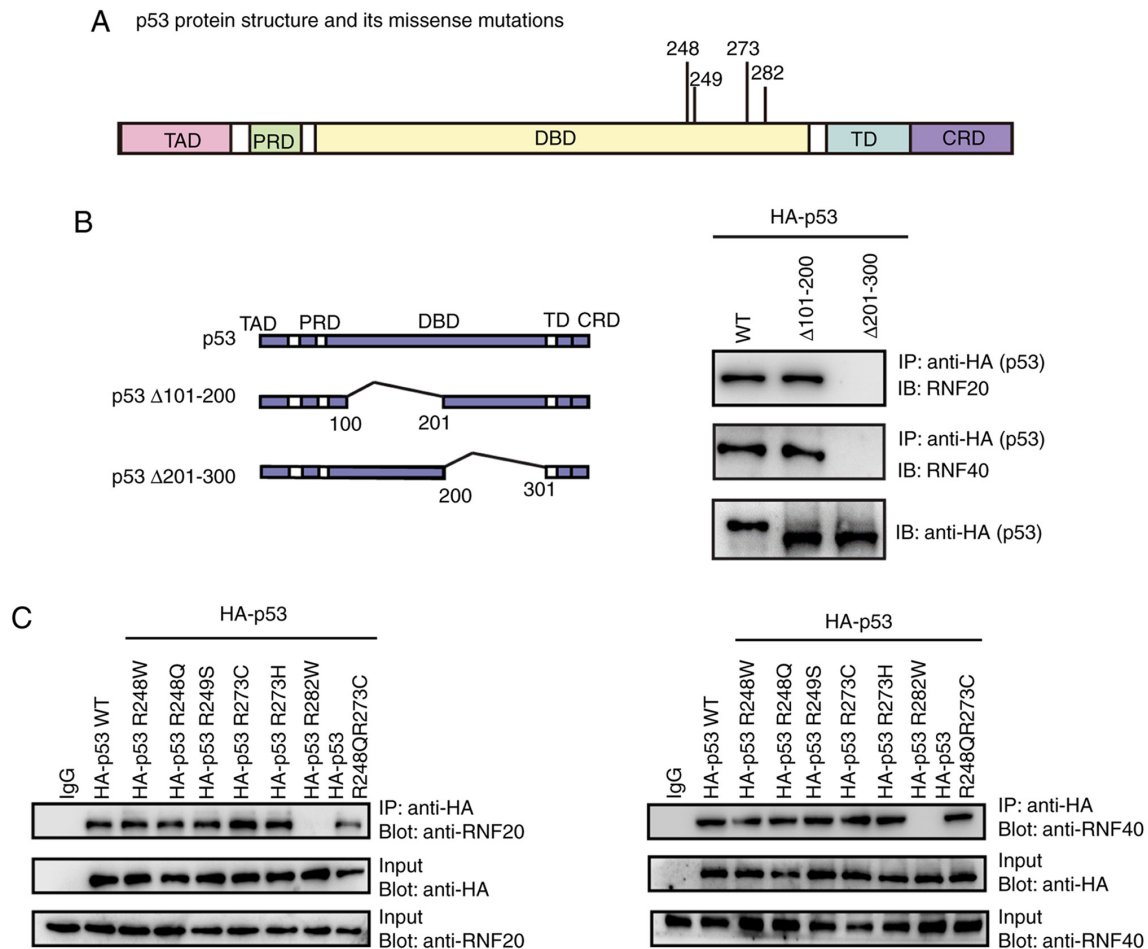 A
p53 protein structure and its missense mutations
248
249
273
282
TAD
PRD
DBD
TD
CRD
B
TAD
PRD
DBD
TD
CRD
p53
p53 Δ101-200
100
201
p53 Δ201-300
200
301
HA-p53
WT
Δ101-200
Δ201-300
IP: anti-HA (p53)
IB: RNF20
IP: anti-HA (p53)
IB: RNF40
IB: anti-HA (p53)
C
HA-p53
IgG
HA-p53 WT
HA-p53 R248W
HA-p53 R248Q
HA-p53 R249S
HA-p53 R273C
HA-p53 R273H
HA-p53 R282W
HA-p53
R248QR273C
IP: anti-HA
Blot: anti-RNF20
Input
Blot: anti-HA
Input
Blot: anti-RNF20
HA-p53
IgG
HA-p53 WT
HA-p53 R248W
HA-p53 R248Q
HA-p53 R249S
HA-p53 R273C
HA-p53 R273H
HA-p53 R282W
HA-p53
R248QR273C
IP: anti-HA
Blot: anti-RNF40
Input
Blot: anti-HA
Input
Blot: anti-RNF40